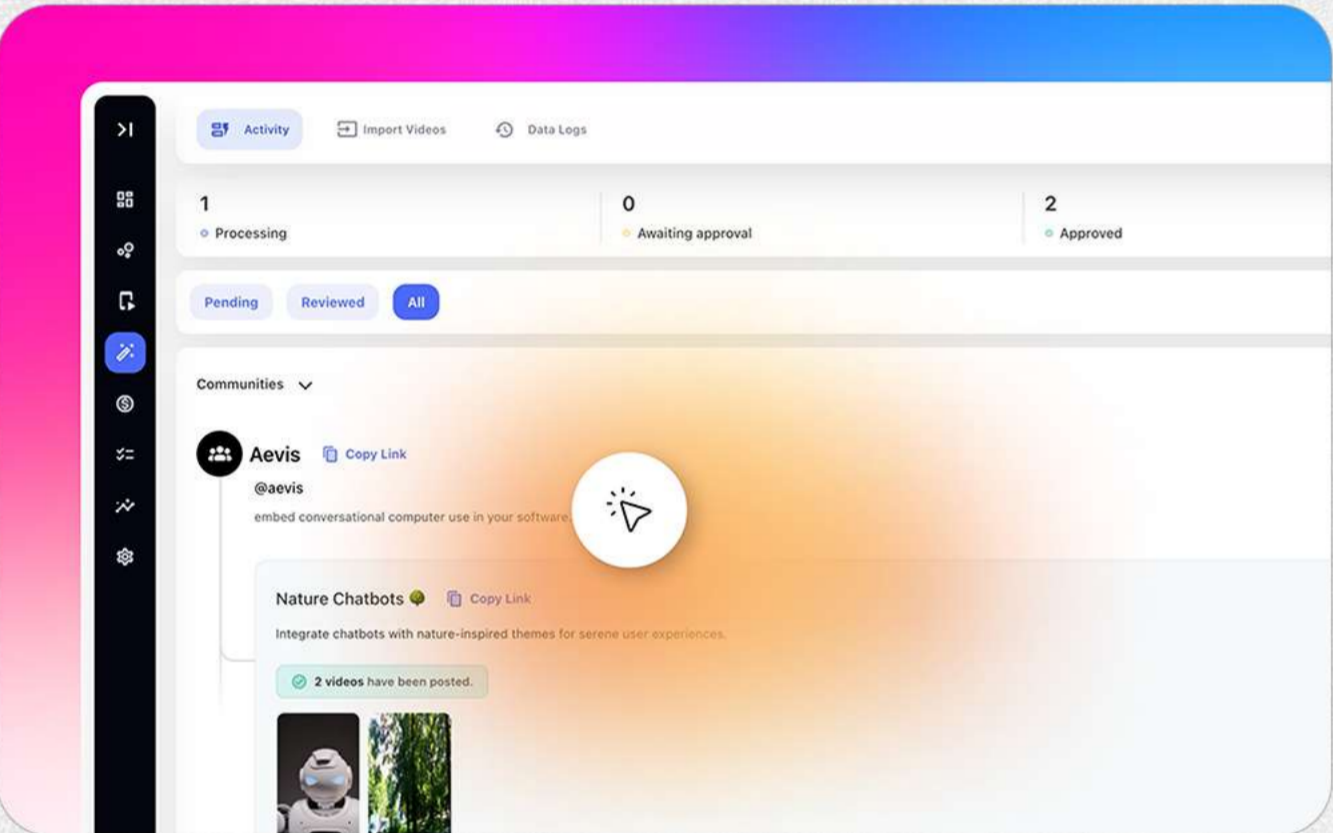 Activity
Import Videos
Data Logs
1
Processing
0
Awaiting approval
2
Approved
Pending
Reviewed
All
Communities
Aevis
Copy Link
@aevis
embed conversational computer use in your software.
Nature Chatbots
Copy Link
Integrate chatbots with nature-inspired themes for serene user experiences.
2 videos have been posted.